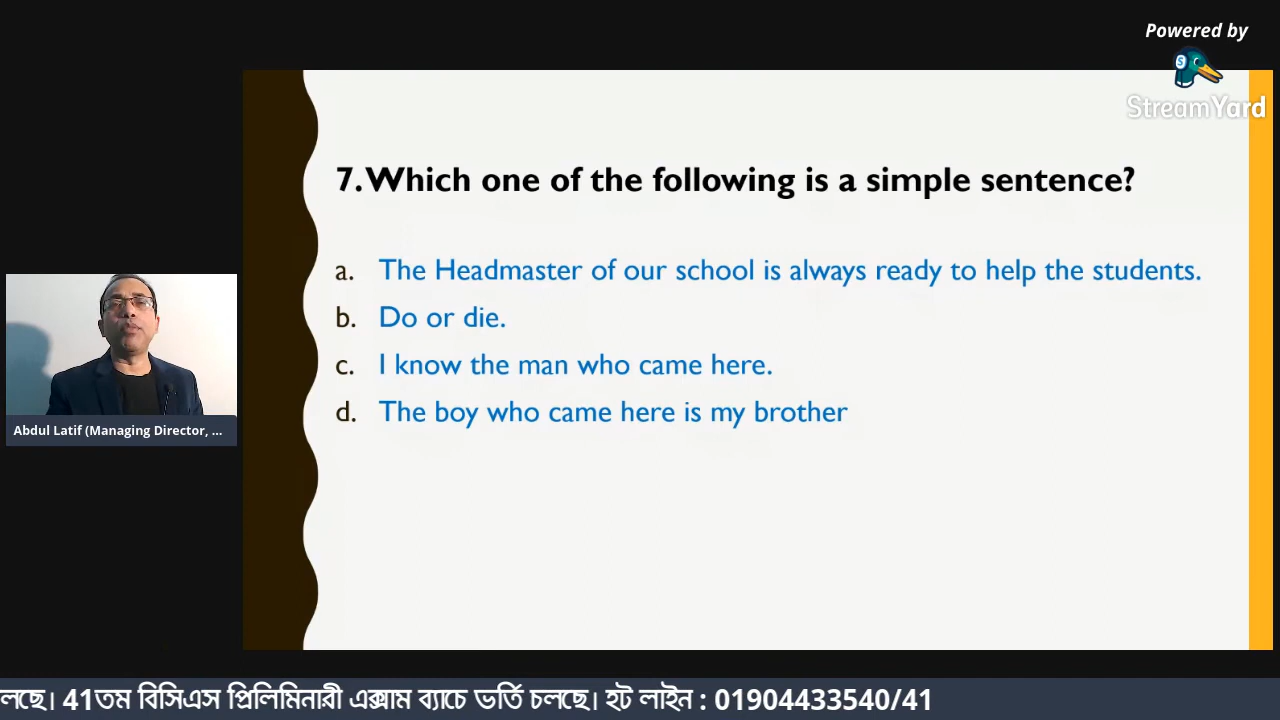 Powered by
StreamYard
7. Which one of the following is a simple sentence?
a. The Headmaster of our school is always ready to help the students.
b. Do or die.
c. I know the man who came here.
d. The boy who came here is my brother
Abdul Latif (Managing Director, ...
লছে। 41তম বিসিএস প্রিলিমিনারী এক্সাম ব্যাচে ভর্তি চলছে। হট লাইন : 01904433540/41